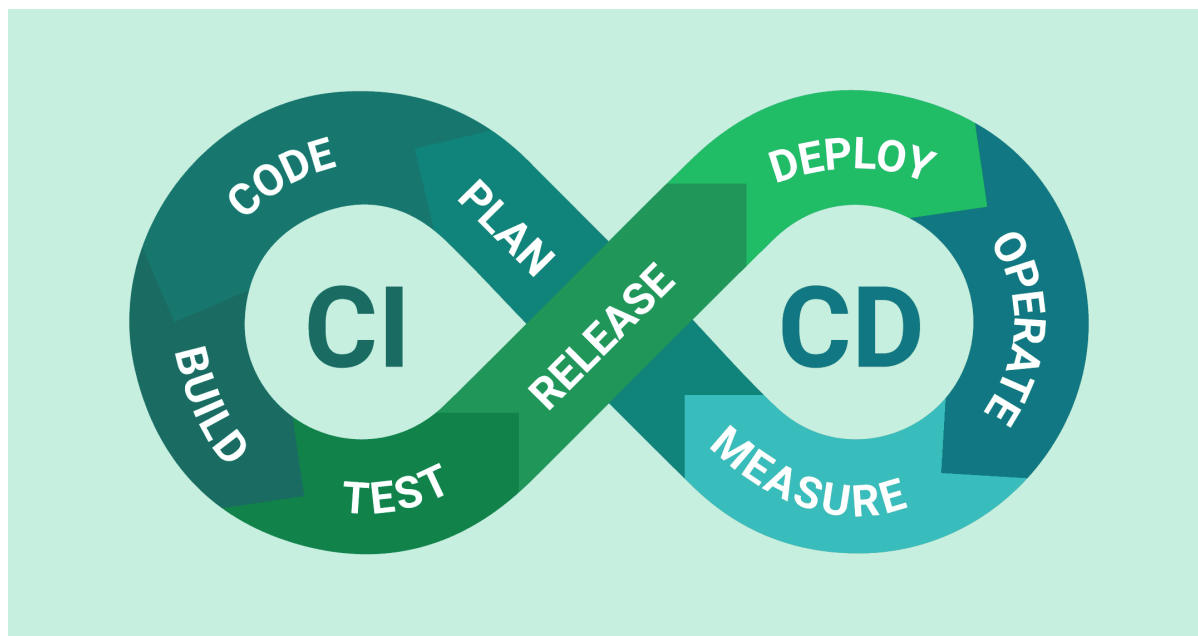 PLAN
CODE
BUILD
TEST
RELEASE
DEPLOY
OPERATE
MEASURE
CI
CD